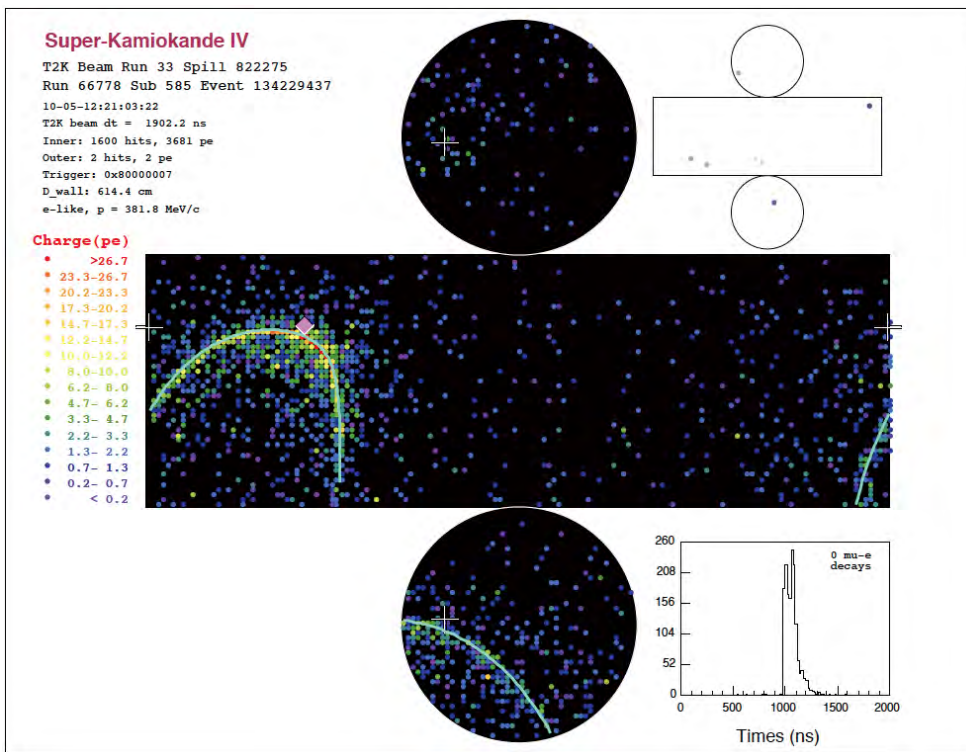 Super-Kamiokande IV
T2K Beam Run 33 Spill 822275
Run 66778 Sub 585 Event 134229437
10-05-12:21:03:22
T2K beam dt = 1902.2 ns
Inner: 1600 hits, 3681 pe
Outer: 2 hits, 2 pe
Trigger: 0x80000007
D_wall: 614.4 cm
e-like, p = 381.8 MeV/c
Charge(pe)
>26.7
23.3-26.7
20.2-23.3
17.3-20.2
14.7-17.3
12.2-14.7
10.0-12.2
8.0-10.0
6.2- 8.0
4.7- 6.2
3.3- 4.7
2.2- 3.3
1.3- 2.2
0.7- 1.3
0.2- 0.7
< 0.2
0 mu-e
decays
260
208
156
104
52
0
0 500 1000 1500 2000
Times (ns)